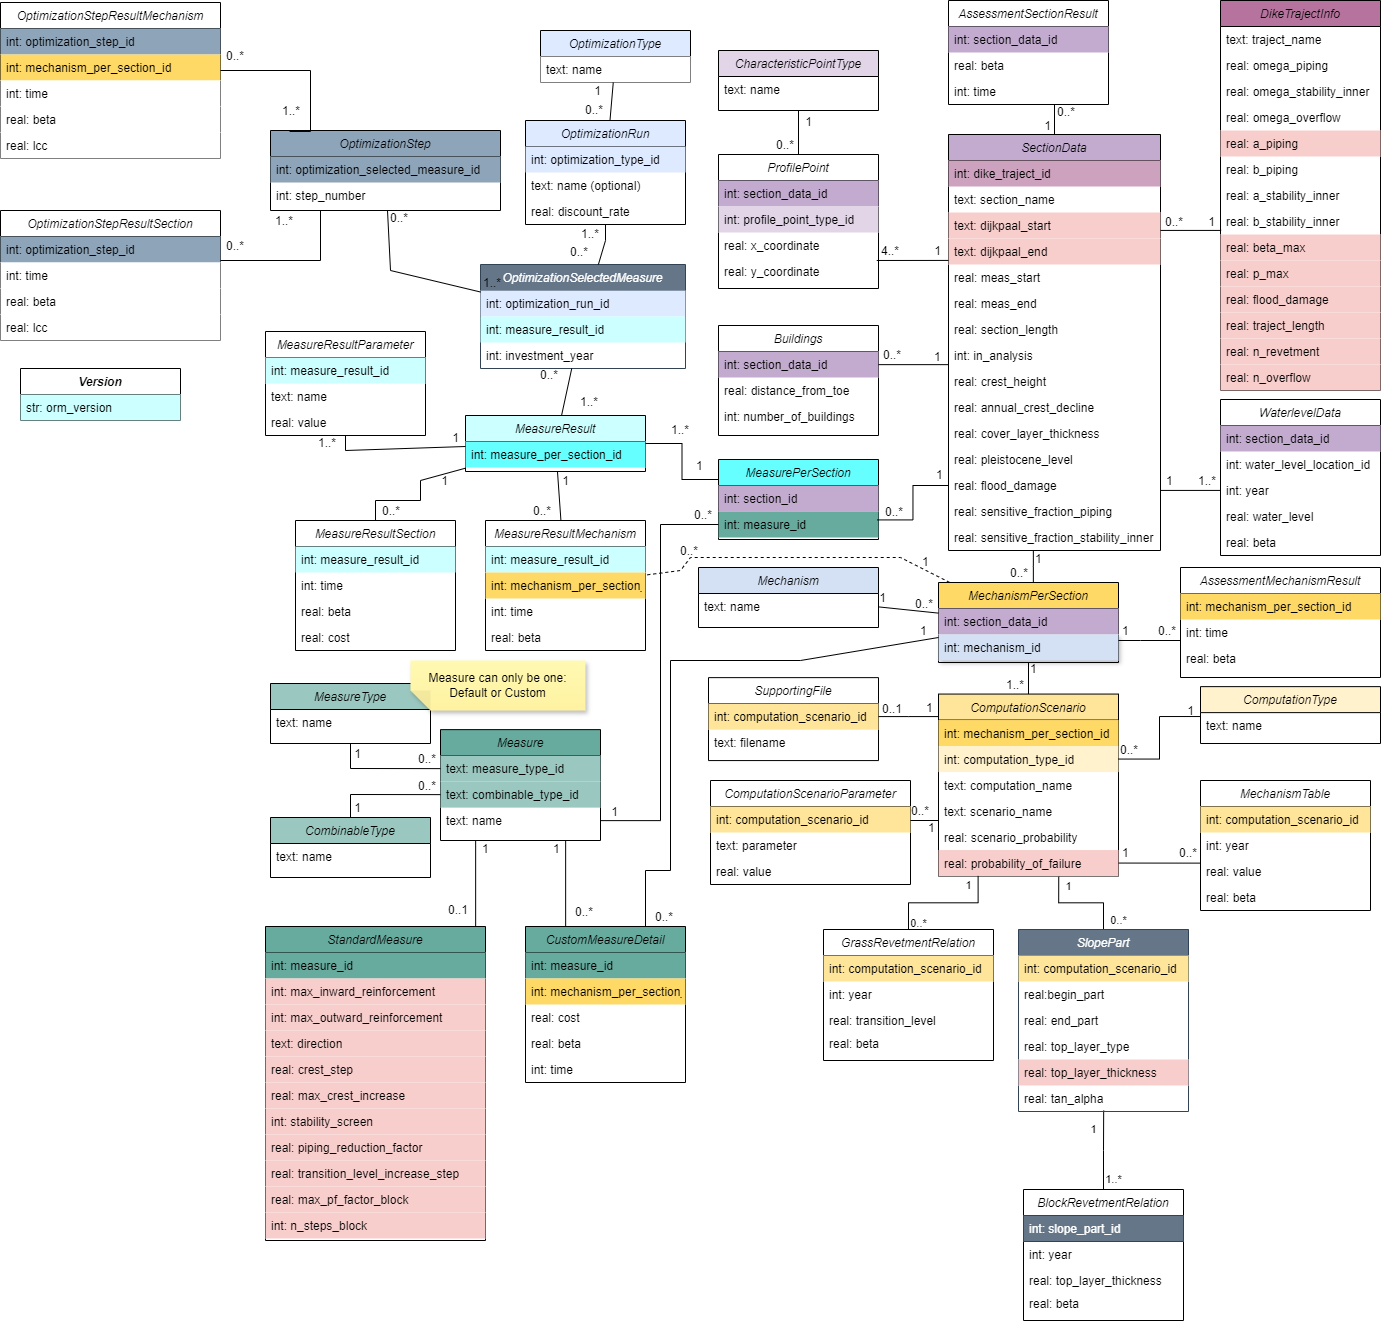 OptimizationStepResultMechanism
int: optimization_step_id
int: mechanism_per_section_id
int: time
real: beta
real: lcc
0..*
1..*
OptimizationStep
int: optimization_selected_measure_id
int: step_number
1..*
0..*
OptimizationStepResultSection
int: optimization_step_id
int: time
real: beta
real: lcc
0..*
Version
str: orm_version
OptimizationType
text: name
1
0..*
OptimizationRun
int: optimization_type_id
text: name (optional)
real: discount_rate
1..*
0..*
1..*
OptimizationSelectedMeasure
int: optimization_run_id
int: measure_result_id
int: investment_year
0..*
1..*
MeasureResultParameter
int: measure_result_id
text: name
real: value
1..*
1
MeasureResult
int: measure_per_section_id
1..*
1
1
1
0..*
0..*
MeasureResultSection
int: measure_result_id
int: time
real: beta
real: cost
MeasureResultMechanism
int: measure_result_id
int: mechanism_per_section_
int: time
real: beta
0..*
1
CharacteristicPointType
text: name
1
0..*
ProfilePoint
int: section_data_id
int: profile_point_type_id
real: x_coordinate
real: y_coordinate
4..*
1
Buildings
int: section_data_id
real: distance_from_toe
int: number_of_buildings
0..*
1
MeasurePerSection
int: section_id
int: measure_id
0..*
0..*
1
AssessmentSectionResult
int: section_data_id
real: beta
int: time
0..*
1
SectionData
int: dike_traject_id
text: section_name
text: dijkpaal_start
text: dijkpaal_end
real: meas_start
real: meas_end
real: section_length
int: in_analysis
real: crest_height
real: annual_crest_decline
real: cover_layer_thickness
real: pleistocene_level
real: flood_damage
real: sensitive_fraction_piping
real: sensitive_fraction_stability_inner
0..*
1
DikeTrajectInfo
text: traject_name
real: omega_piping
real: omega_stability_inner
real: omega_overflow
real: a_piping
real: b_piping
real: a_stability_inner
real: b_stability_inner
real: beta_max
real: p_max
real: flood_damage
real: traject_length
real: n_revetment
real: n_overflow
WaterlevelData
int: section_data_id
int: water_level_location_id
int: year
real: water_level
real: beta
1
1..*
1
0..*
Mechanism
text: name
1
0..*
MechanismPerSection
int: section_data_id
int: mechanism_id
1
1
0..*
AssessmentMechanismResult
int: mechanism_per_section_id
int: time
real: beta
1
1..*
SupportingFile
int: computation_scenario_id
text: filename
0..1
1
ComputationScenario
int: mechanism_per_section_id
int: computation_type_id
text: computation_name
text: scenario_name
real: scenario_probability
real: probability_of_failure
ComputationType
text: name
1
0..*
ComputationScenarioParameter
int: computation_scenario_id
text: parameter
real: value
0..*
1
MechanismTable
int: computation_scenario_id
int: year
real: value
real: beta
1
0..*
1
1
0..*
0..*
GrassRevetmentRelation
int: computation_scenario_id
int: year
real: transition_level
real: beta
SlopePart
int: computation_scenario_id
real:begin_part
real: end_part
real: top_layer_type
real: top_layer_thickness
real: tan_alpha
1
1..*
BlockRevetmentRelation
int: slope_part_id
int: year
real: top_layer_thickness
real: beta
Measure can only be one:
Default or Custom
MeasureType
text: name
1
0..*
Measure
text: measure_type_id
text: combinable_type_id
text: name
0..*
1
1
CombinableType
text: name
1
1
0..1
0..*
0..*
StandardMeasure
int: measure_id
int: max_inward_reinforcement
int: max_outward_reinforcement
text: direction
real: crest_step
real: max_crest_increase
int: stability_screen
real: piping_reduction_factor
real: transition_level_increase_step
real: max_pf_factor_block
int: n_steps_block
CustomMeasureDetail
int: measure_id
int: mechanism_per_section_
real: cost
real: beta
int: time